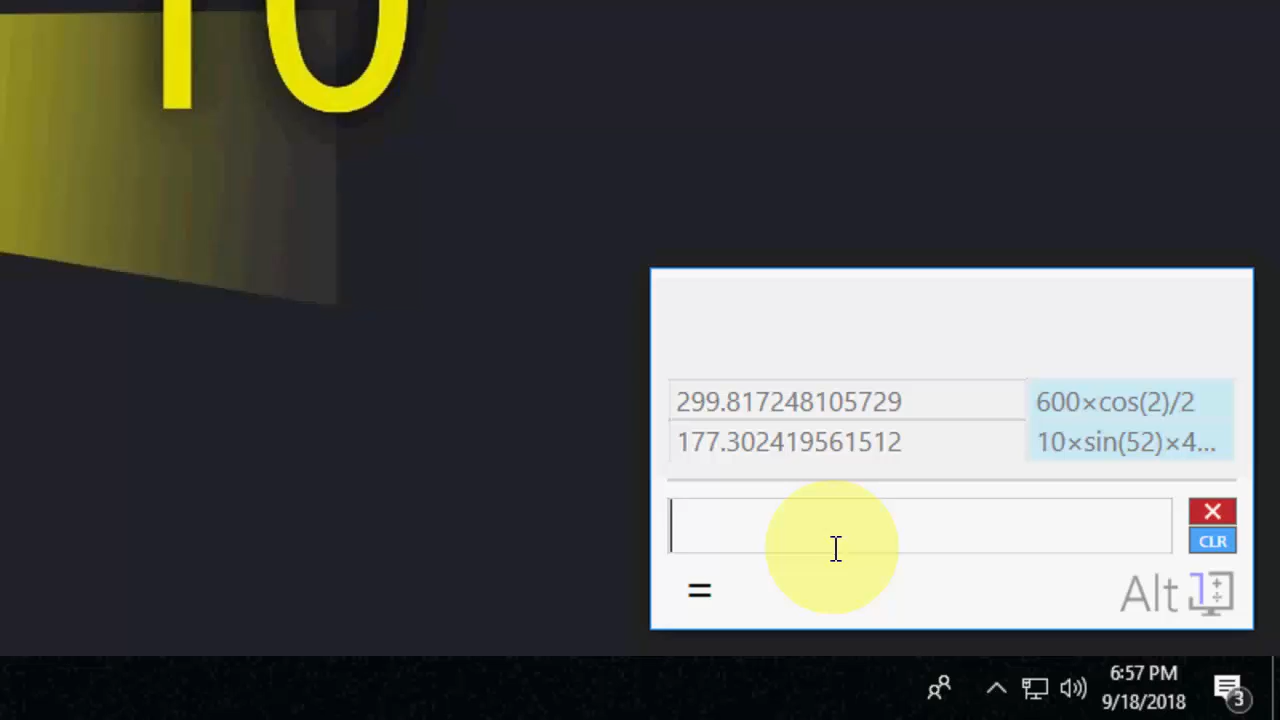 10
299.817248105729 600×cos(2)/2
177.302419561512 10×sin(52)×4...
CLR
=
Alt
6:57 PM
9/18/2018
3